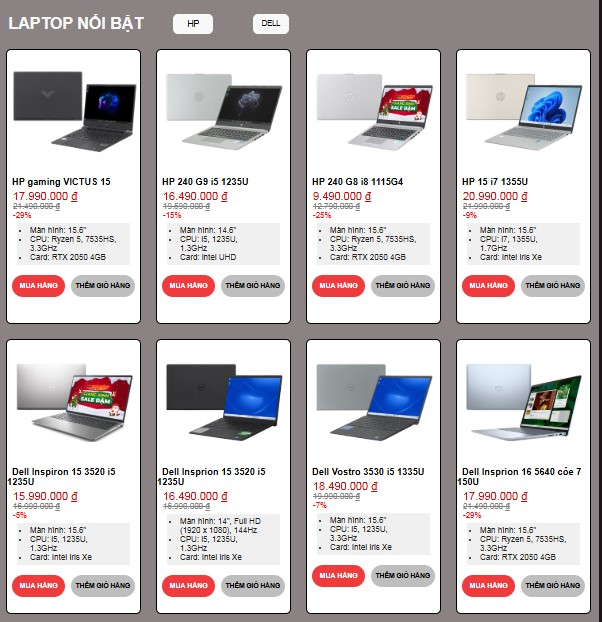 LAPTOP NỔI BẬT
HP
DELL
HP gaming VICTUS 15
17.990.000 ₫
21.490.000 ₫
-29%
Màn hình: 15.6"
CPU: Ryzen 5, 7535HS,
3.3GHz
Card: RTX 2050 4GB
MUA HÀNG
THÊM GIỎ HÀNG
HP 240 G9 i5 1235U
16.490.000 ₫
19.590.000 ₫
-15%
Màn hình: 14.6"
CPU: I5, 1235U,
1.3GHz
Card: Intel UHD
MUA HÀNG
THÊM GIỎ HÀNG
HP 240 G8 i8 1115G4
9.490.000 ₫
12.790.000 ₫
-25%
Màn hình: 15.6"
CPU: Ryzen 5, 7535HS,
3.3GHz
Card: RTX 2050 4GB
MUA HÀNG
THÊM GIỎ HÀNG
HP 15 i7 1355U
20.990.000 ₫
21.990.000 ₫
-9%
Màn hình: 15.6"
CPU: I7, 1355U,
1.7GHz
Card: Intel Iris Xe
MUA HÀNG
THÊM GIỎ HÀNG
SALE ĐẬM
Dell Inspiron 15 3520 i5
1235U
15.990.000 ₫
16.990.000 ₫
-5%
Màn hình: 15.6"
CPU: I5, 1235U,
1.3GHz
Card: Intel Iris Xe
MUA HÀNG
THÊM GIỎ HÀNG
SALE ĐẬM
Dell Insprion 15 3520 i5
1235U
16.490.000 ₫
16.990.000 ₫
-3%
Màn hình: 14", Full HD
(1920 x 1080), 144Hz
CPU: I5, 1235U,
1.3GHz
Card: Intel Iris Xe
MUA HÀNG
THÊM GIỎ HÀNG
Dell Vostro 3530 i5 1335U
18.490.000 ₫
19.990.000 ₫
-7%
Màn hình: 15.6"
CPU: I5, 1235U,
3.3GHz
Card: Intel Iris Xe
MUA HÀNG
THÊM GIỎ HÀNG
Dell Insprion 16 5640 cỏe 7
150U
17.990.000 ₫
21.490.000 ₫
-29%
Màn hình: 15.6"
CPU: Ryzen 5, 7535HS,
3.3GHz
Card: RTX 2050 4GB
MUA HÀNG
THÊM GIỎ HÀNG